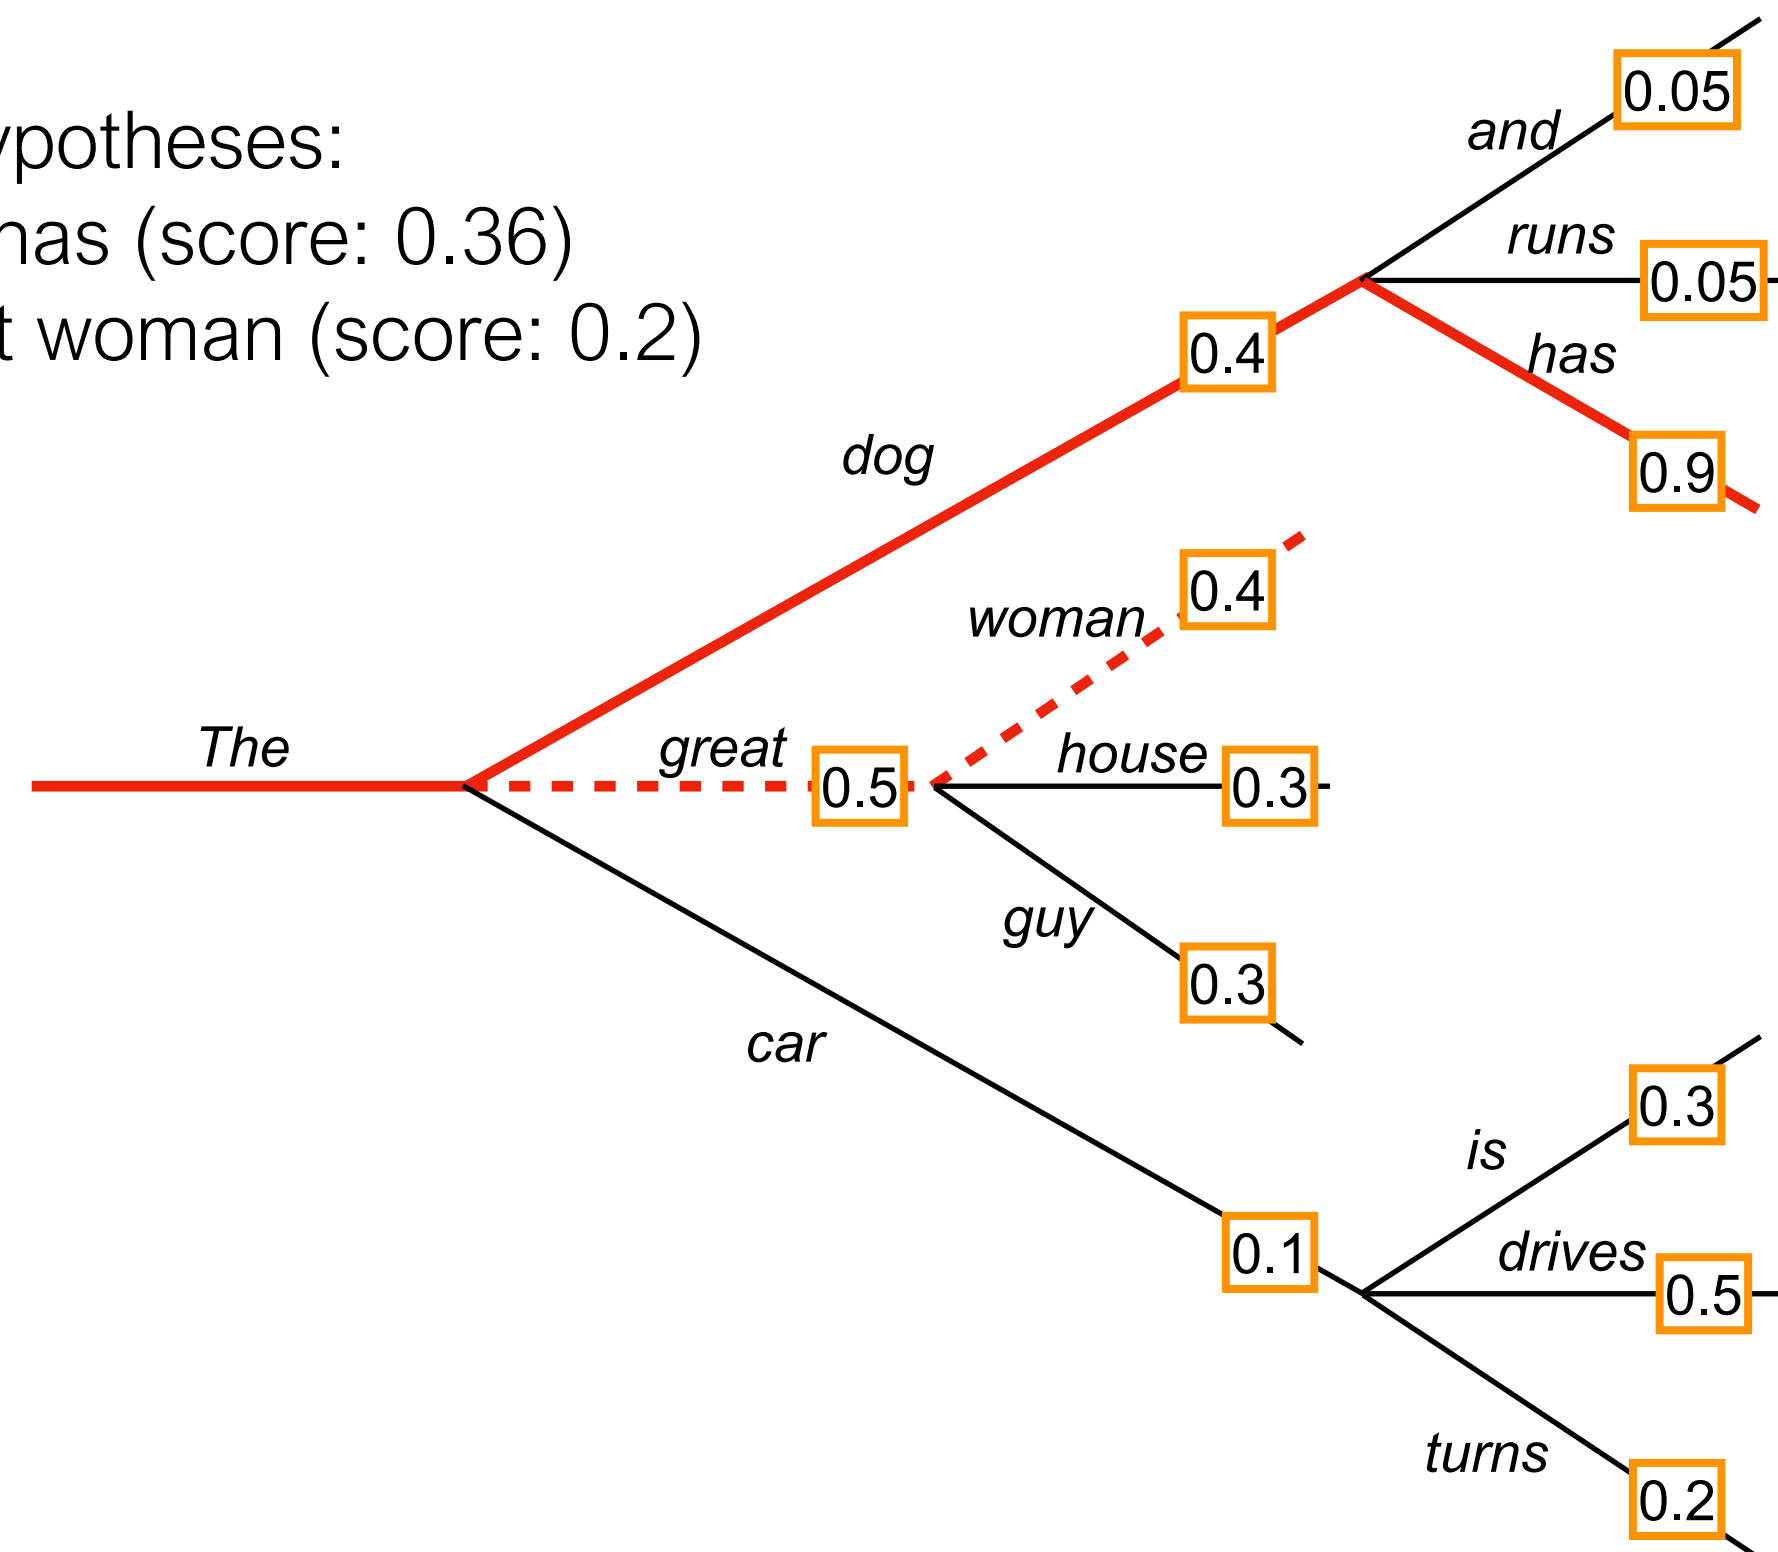 ypotheses:
has (score: 0.36)
t woman (score: 0.2)
and
0.05
runs
0.05
has
0.9
0.4
dog
woman
0.4
The
great
0.5
house
0.3
guy
0.3
car
0.1
is
0.3
drives
0.5
turns
0.2